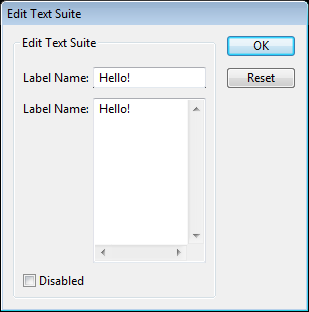 Edit Text Suite
Edit Text Suite
OK
Label Name: Hello!
Reset
Label Name: Hello!
Disabled